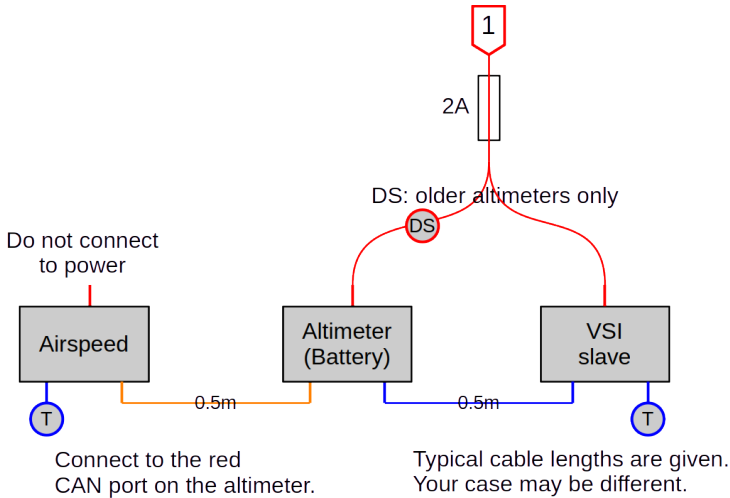 1
2A
DS: older altimeters only
DS
Do not connect
to power
Airspeed
Altimeter
(Battery)
VSI
slave
0.5m
0.5m
T
T
Connect to the red
CAN port on the altimeter.
Typical cable lengths are given.
Your case may be different.